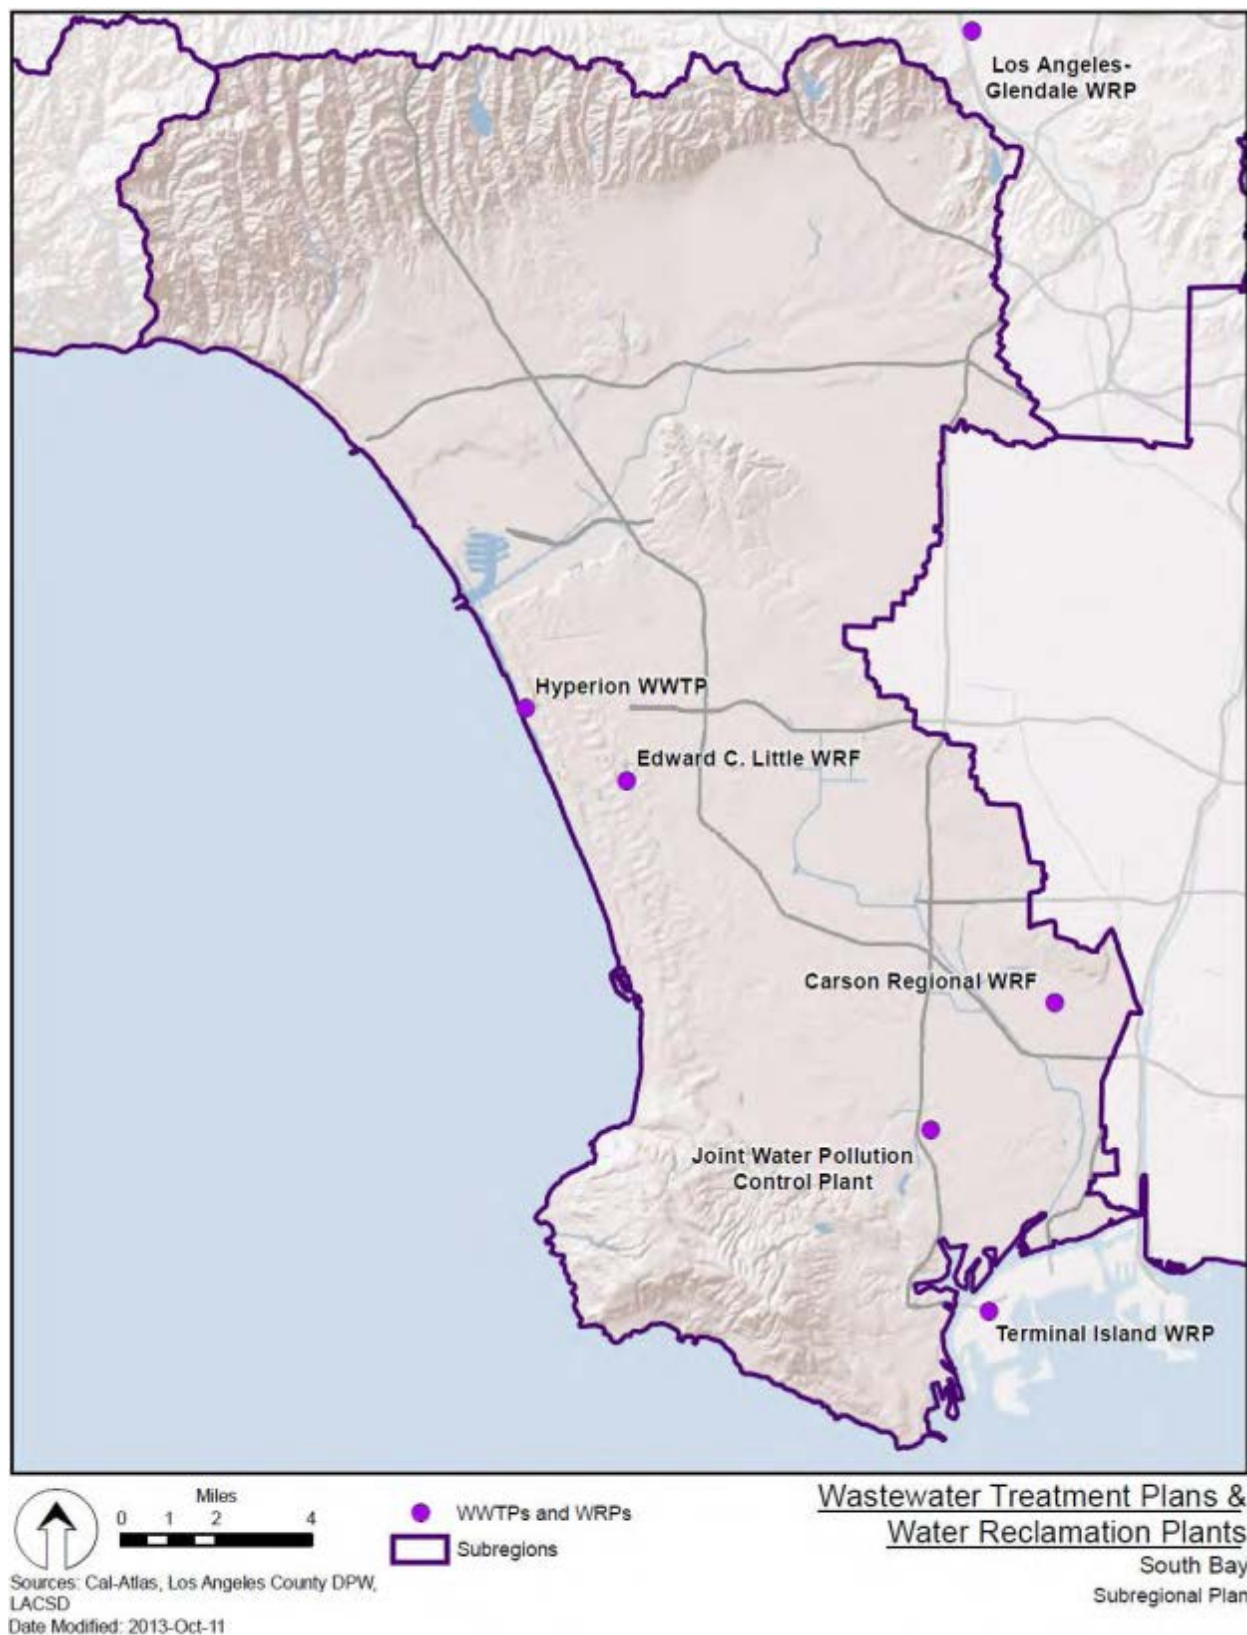 Los Angeles-
Glendale WRP
Hyperion WWTP
Edward C. Little WRF
Carson Regional WRF
Joint Water Pollution
Control Plant
Terminal Island WRP
Miles
0 1 2 4
WWTPs and WRPs
Subregions
Sources: Cal-Atlas, Los Angeles County DPW,
LACSD
Date Modified: 2013-Oct-11
Wastewater Treatment Plans &
Water Reclamation Plants
South Bay
Subregional Plan